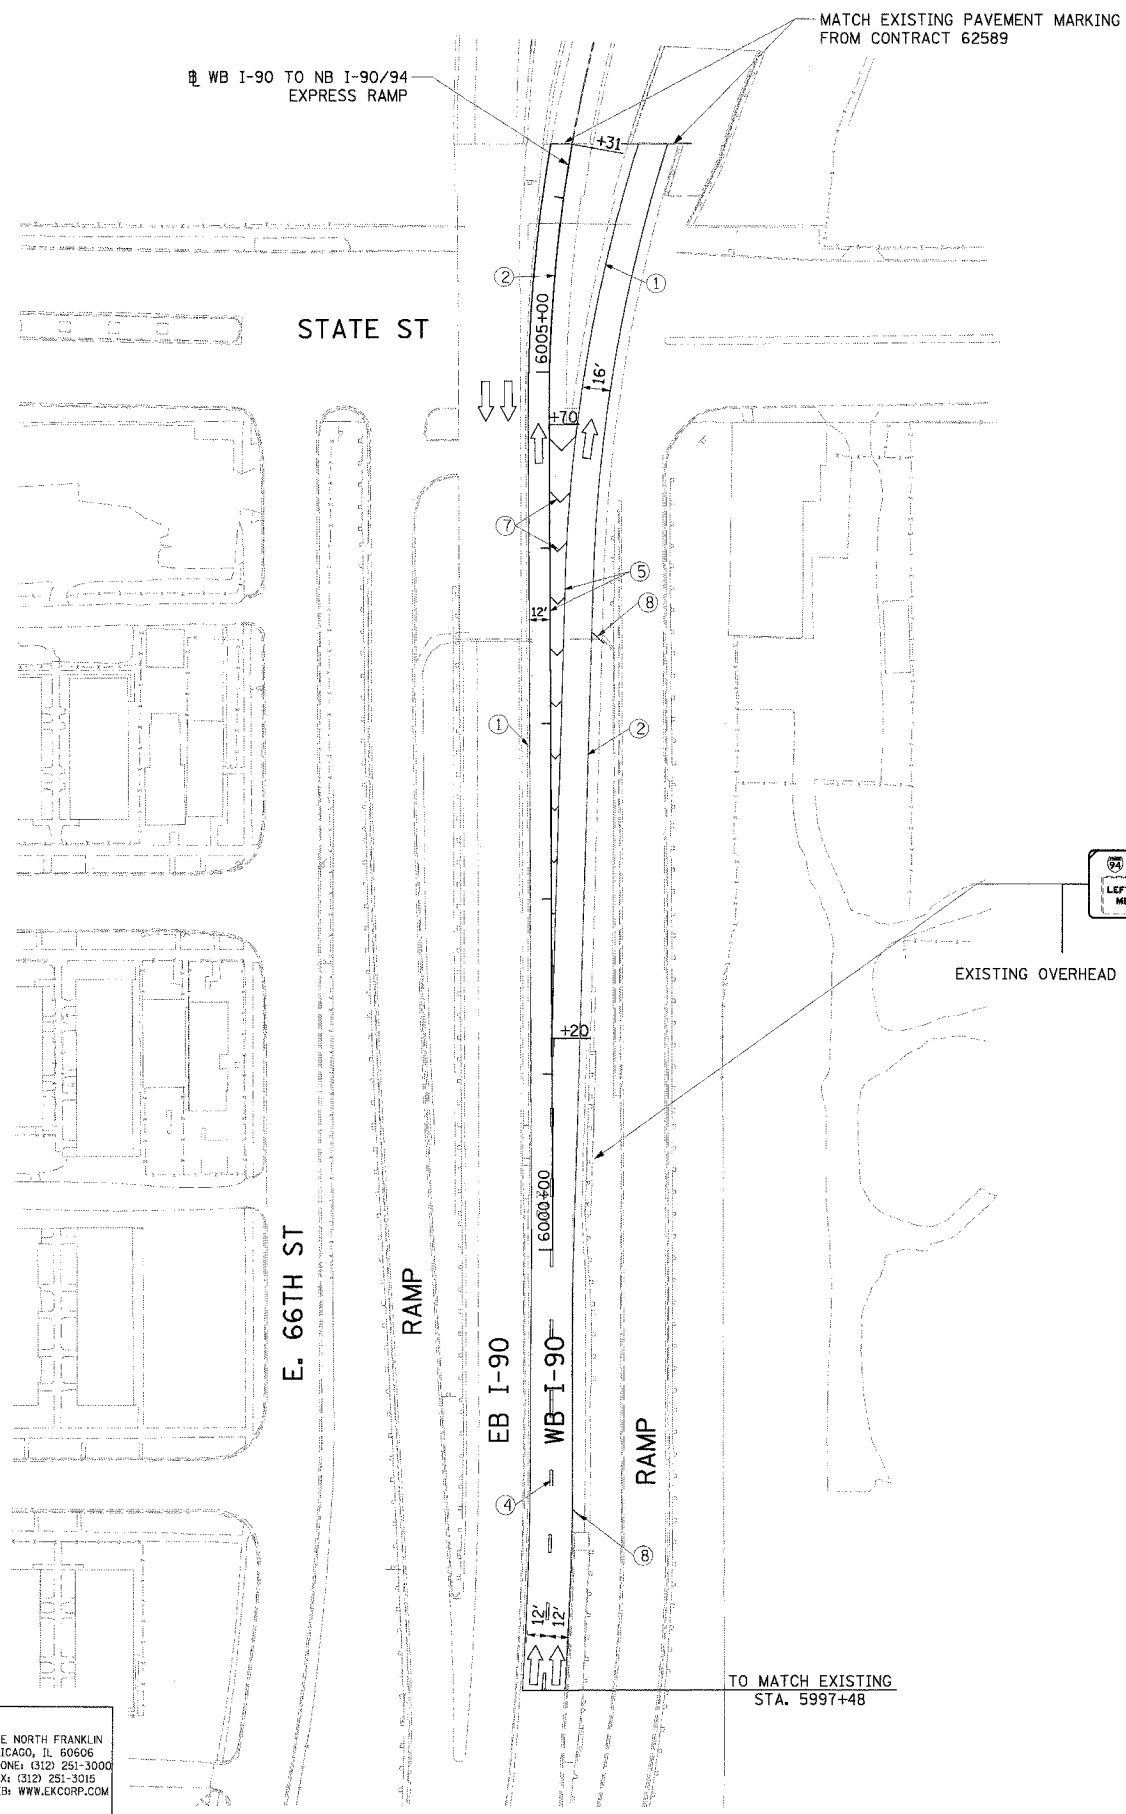 MATCH EXISTING PAVEMENT MARKING
FROM CONTRACT 62589
℄ WB I-90 TO NB I-90/94
EXPRESS RAMP
+31
2
1
6005+00
STATE ST
16'
+70
7
5
12'
8
1
2
94
LEFT
EXISTING OVERHEAD
+20
6000+00
E. 66TH ST
RAMP
EB I-90
WB I-90
RAMP
4
8
12'
12'
TO MATCH EXISTING
STA. 5997+48
E NORTH FRANKLIN
ICAGO, IL 60606
ONE: (312) 251-3000
X: (312) 251-3015
EB: WWW.EKCORP.COM